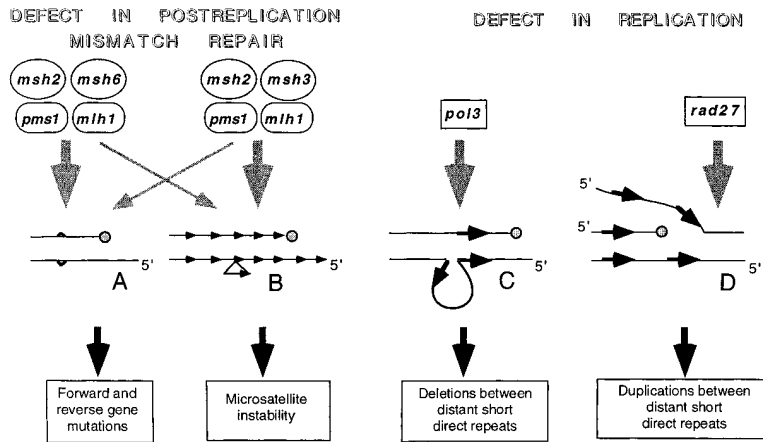 DEFECT IN POSTREPLICATION
MISMATCH REPAIR
DEFECT IN REPLICATION
msh2 msh6
pms1 mlh1
msh2 msh3
pms1 mlh1
pol3
rad27
5'
5'
5'
5'
5'
5'
A
B
C
D
Forward and
reverse gene
mutations
Microsatellite
instability
Deletions between
distant short
direct repeats
Duplications between
distant short
direct repeats